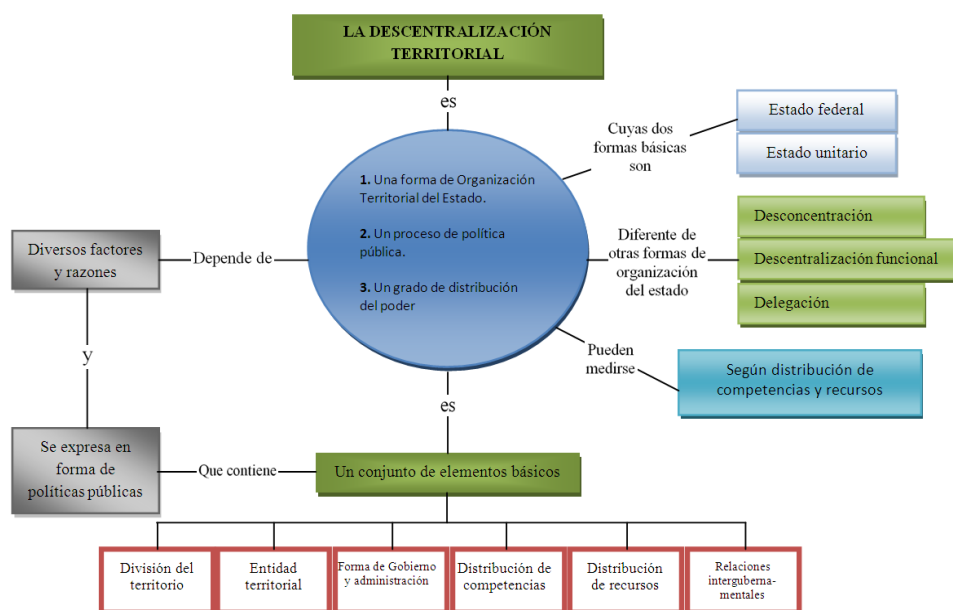 LA DESCENTRALIZACIÓN
TERRITORIAL
es
1. Una forma de Organización
Territorial del Estado.
2. Un proceso de política
pública.
3. Un grado de distribución
del poder
Cuyas dos
formas básicas
son
Estado federal
Estado unitario
Diferente de
otras formas de
organización
del estado
Desconcentración
Descentralización funcional
Delegación
Pueden
medirse
Según distribución de
competencias y recursos
Depende de
Diversos factores
y razones
y
Se expresa en
forma de
políticas públicas
Que contiene
es
Un conjunto de elementos básicos
División del
territorio
Entidad
territorial
Forma de Gobierno
y administración
Distribución de
competencias
Distribución
de recursos
Relaciones
interguberna-
mentales